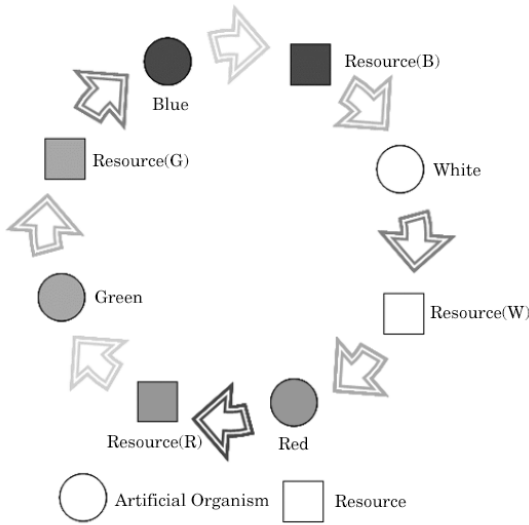 Blue
Resource(B)
Resource(G)
White
Green
Resource(W)
Resource(R)
Red
Artificial Organism
Resource